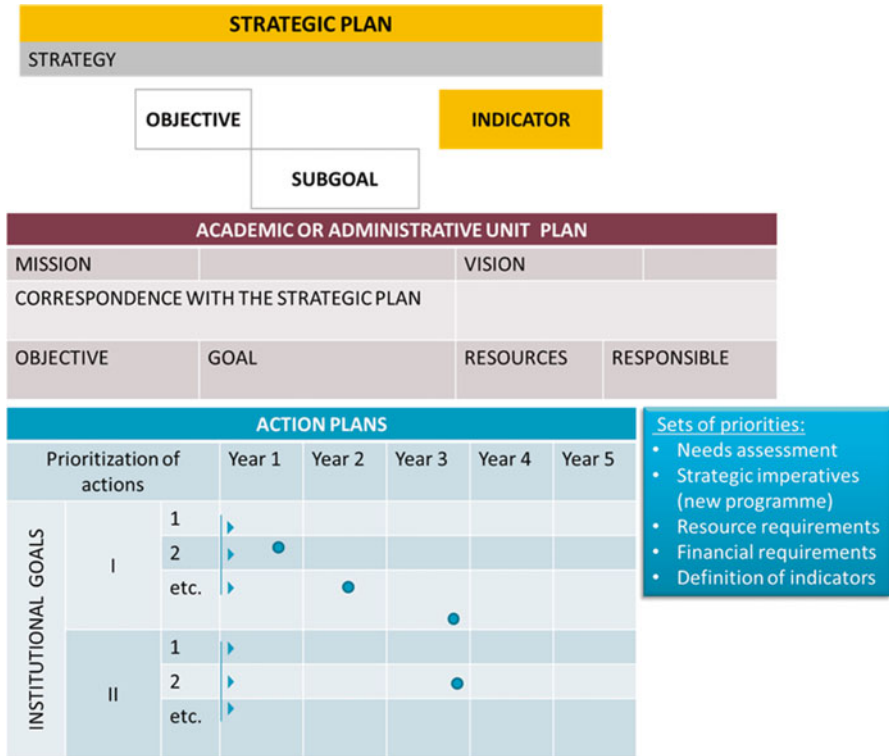 STRATEGIC PLAN
STRATEGY
OBJECTIVE
INDICATOR
SUBGOAL
ACADEMIC OR ADMINISTRATIVE UNIT PLAN
MISSION
VISION
CORRESPONDENCE WITH THE STRATEGIC PLAN
OBJECTIVE
GOAL
RESOURCES
RESPONSIBLE
ACTION PLANS
Prioritization of
actions
Year 1
Year 2
Year 3
Year 4
Year 5
INSTITUTIONAL GOALS
I
1
2
etc.
II
1
2
etc.
Sets of priorities:
• Needs assessment
• Strategic imperatives
(new programme)
• Resource requirements
• Financial requirements
• Definition of indicators